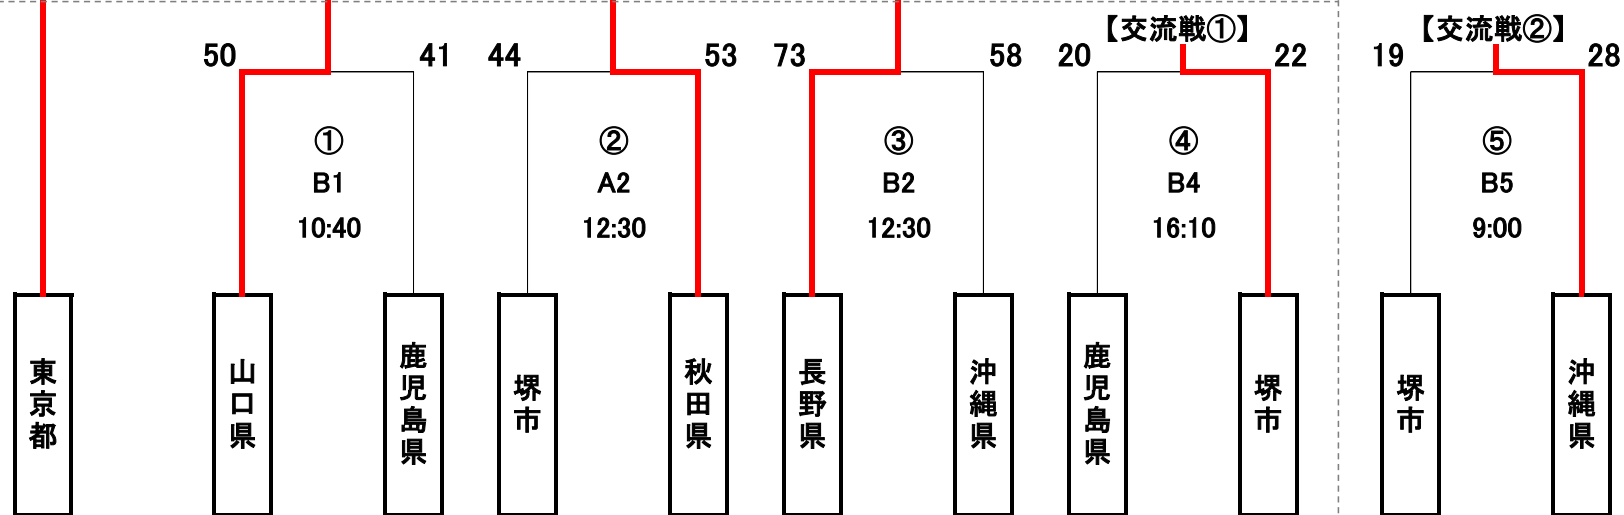 【交流戦①】
【交流戦②】
50 41 44 53 73 58 20 22 19 28
① ② ③ ④ ⑤
B1 A2 B2 B4 B5
10:40 12:30 12:30 16:10 9:00
東京都
山口県
鹿児島県
堺市
秋田県
長野県
沖縄県
鹿児島県
堺市
堺市
沖縄県